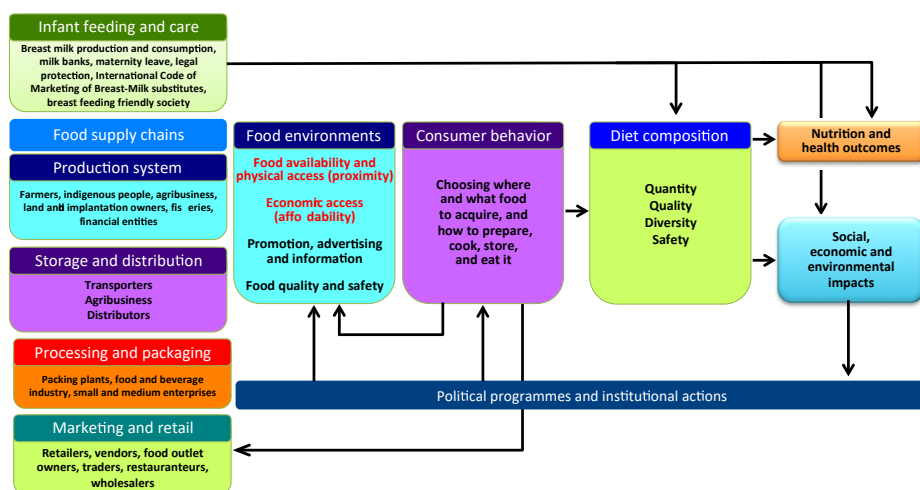 Infant feeding and care
Breast milk production and consumption,
milk banks, maternity leave, legal
protection, International Code of
Marketing of Breast-Milk substitutes,
breast feeding friendly society
Food supply chains
Production system
Farmers, indigenous people, agribusiness,
land and implantation owners, fis eries,
financial entities
Storage and distribution
Transporters
Agribusiness
Distributors
Processing and packaging
Packing plants, food and beverage
industry, small and medium enterprises
Marketing and retail
Retailers, vendors, food outlet
owners, traders, restauranteurs,
wholesalers
Food environments
Food availability and
physical access (proximity)
Economic access
(affo dability)
Promotion, advertising
and information
Food quality and safety
Consumer behavior
Choosing where
and what food
to acquire, and
how to prepare,
cook, store,
and eat it
Diet composition
Quantity
Quality
Diversity
Safety
Nutrition and
health outcomes
Social,
economic and
environmental
impacts
Political programmes and institutional actions